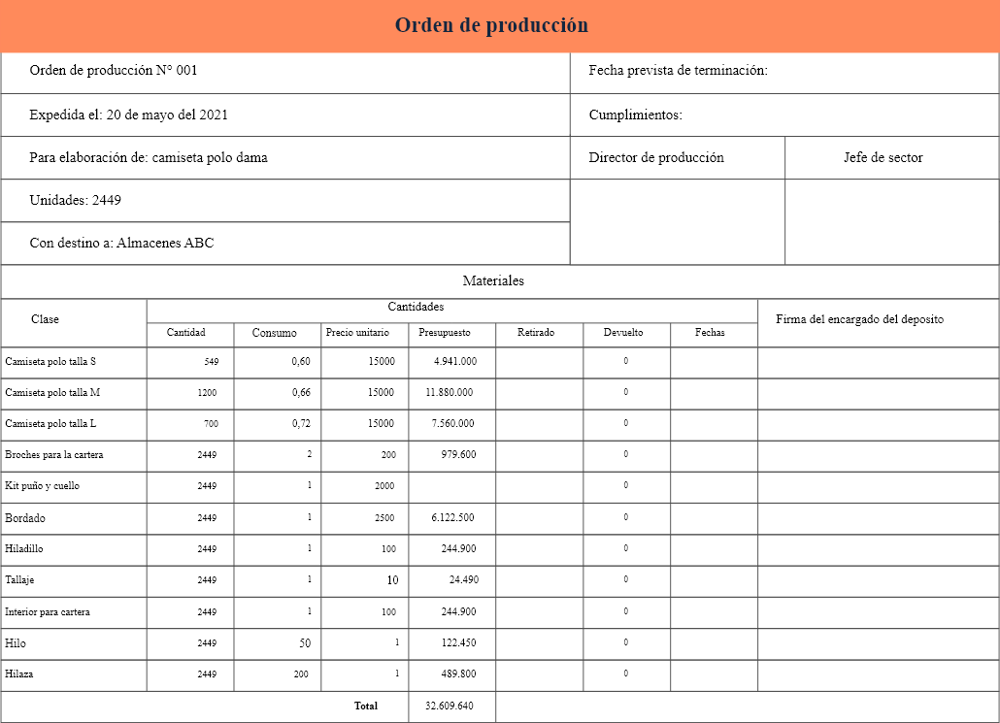 Orden de producción
Orden de producción N° 001
Fecha prevista de terminación:
Expedida el: 20 de mayo del 2021
Cumplimientos:
Para elaboración de: camiseta polo dama
Director de producción
Jefe de sector
Unidades: 2449
Con destino a: Almacenes ABC
Materiales
Clase
Cantidades
Firma del encargado del deposito
Cantidad Consumo Precio unitario Presupuesto Retirado Devuelto Fechas
Camiseta polo talla S 549 0,60 15000 4.941.000 0
Camiseta polo talla M 1200 0,66 15000 11.880.000 0
Camiseta polo talla L 700 0,72 15000 7.560.000 0
Broches para la cartera 2449 2 200 979.600 0
Kit puño y cuello 2449 1 2000 0
Bordado 2449 1 2500 6.122.500 0
Hiladillo 2449 1 100 244.900 0
Tallaje 2449 1 10 24.490 0
Interior para cartera 2449 1 100 244.900 0
Hilo 2449 50 1 122.450 0
Hilaza 2449 200 1 489.800 0
Total 32.609.640